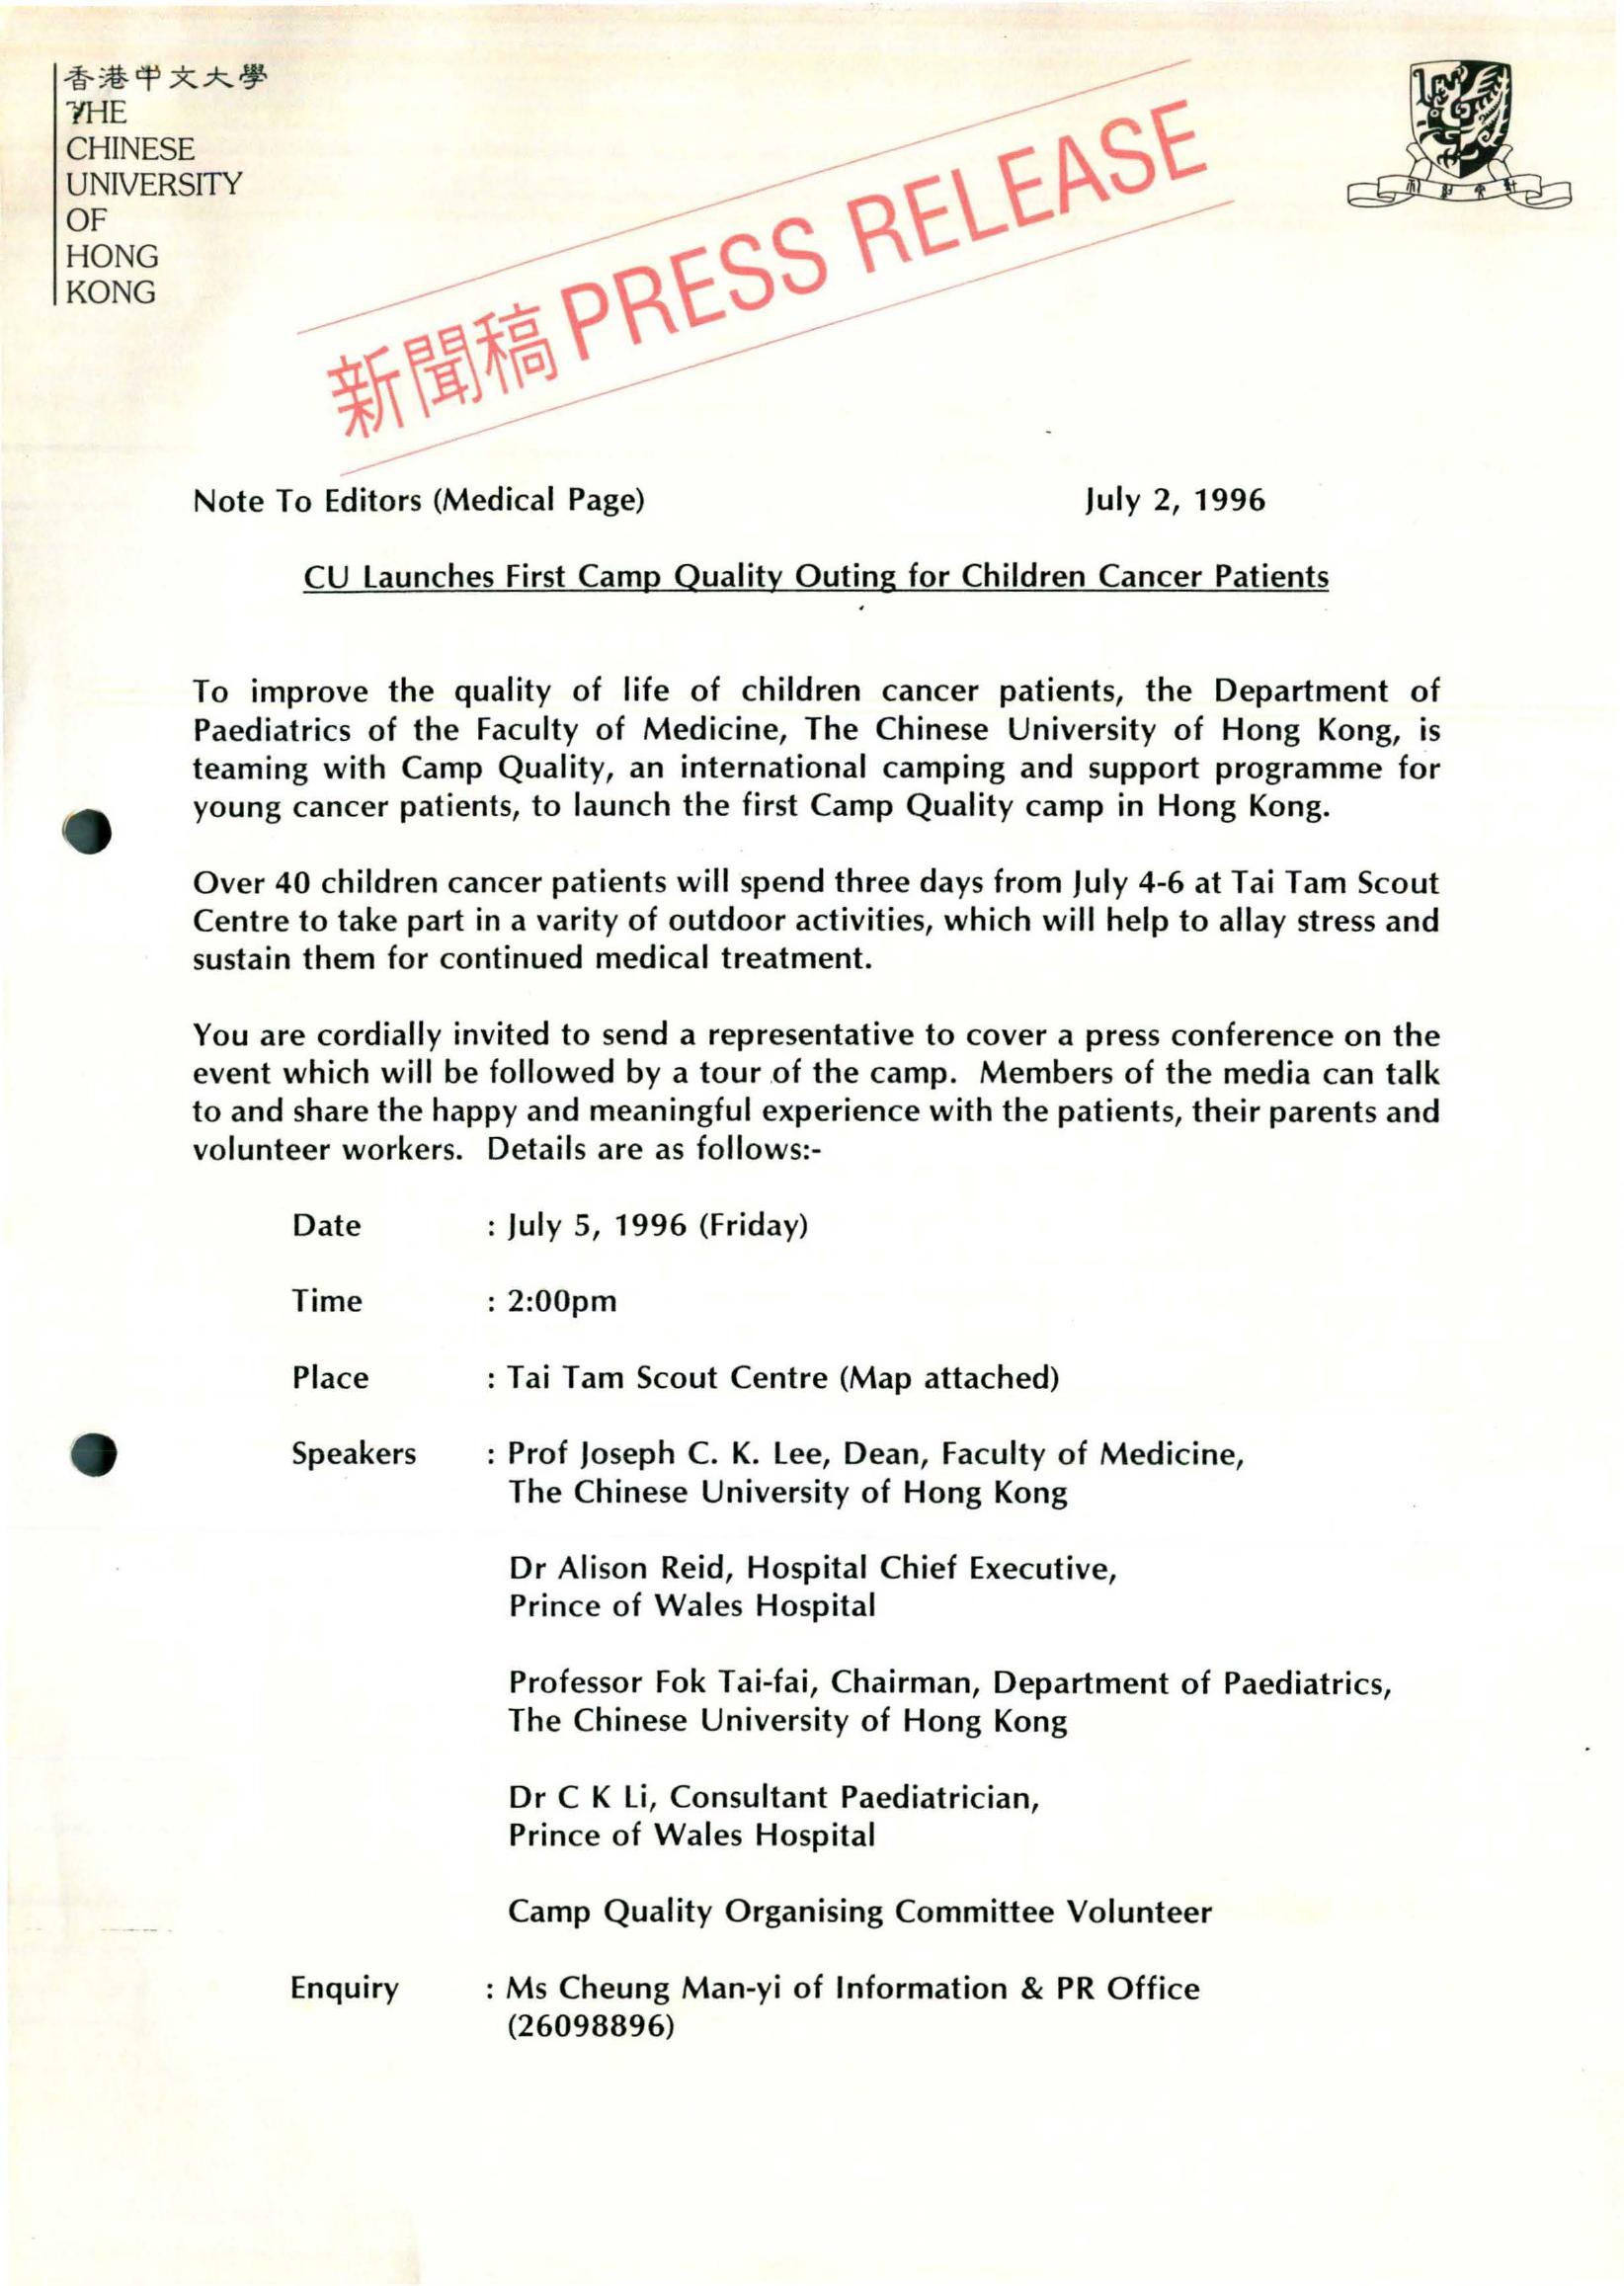 香港中文大學
THE
CHINESE
UNIVERSITY
OF
HONG
KONG
新聞稿 PRESS RELEASE
Note To Editors (Medical Page) July 2, 1996
CU Launches First Camp Quality Outing for Children Cancer Patients
To improve the quality of life of children cancer patients, the Department of
Paediatrics of the Faculty of Medicine, The Chinese University of Hong Kong, is
teaming with Camp Quality, an international camping and support programme for
young cancer patients, to launch the first Camp Quality camp in Hong Kong.
Over 40 children cancer patients will spend three days from July 4-6 at Tai Tam Scout
Centre to take part in a varity of outdoor activities, which will help to allay stress and
sustain them for continued medical treatment.
You are cordially invited to send a representative to cover a press conference on the
event which will be followed by a tour of the camp. Members of the media can talk
to and share the happy and meaningful experience with the patients, their parents and
volunteer workers. Details are as follows:-
Date : July 5, 1996 (Friday)
Time : 2:00pm
Place : Tai Tam Scout Centre (Map attached)
Speakers : Prof Joseph C. K. Lee, Dean, Faculty of Medicine,
The Chinese University of Hong Kong
Dr Alison Reid, Hospital Chief Executive,
Prince of Wales Hospital
Professor Fok Tai-fai, Chairman, Department of Paediatrics,
The Chinese University of Hong Kong
Dr C K Li, Consultant Paediatrician,
Prince of Wales Hospital
Camp Quality Organising Committee Volunteer
Enquiry : Ms Cheung Man-yi of Information & PR Office
(26098896)